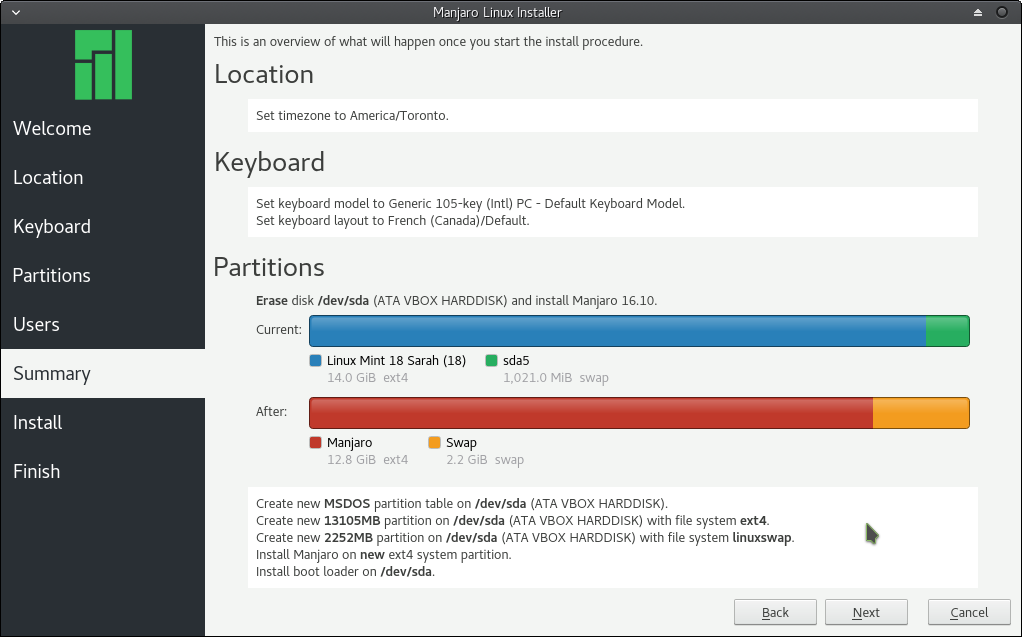 Manjaro Linux Installer
Welcome
Location
Keyboard
Partitions
Users
Summary
Install
Finish
This is an overview of what will happen once you start the install procedure.
Location
Set timezone to America/Toronto.
Keyboard
Set keyboard model to Generic 105-key (Intl) PC - Default Keyboard Model.
Set keyboard layout to French (Canada)/Default.
Partitions
Erase disk /dev/sda (ATA VBOX HARDDISK) and install Manjaro 16.10.
Current:
Linux Mint 18 Sarah (18) sda5
14.0 GiB ext4 1,021.0 MiB swap
After:
Manjaro Swap
12.8 GiB ext4 2.2 GiB swap
Create new MSDOS partition table on /dev/sda (ATA VBOX HARDDISK).
Create new 13105MB partition on /dev/sda (ATA VBOX HARDDISK) with file system ext4.
Create new 2252MB partition on /dev/sda (ATA VBOX HARDDISK) with file system linuxswap.
Install Manjaro on new ext4 system partition.
Install boot loader on /dev/sda.
Back Next Cancel